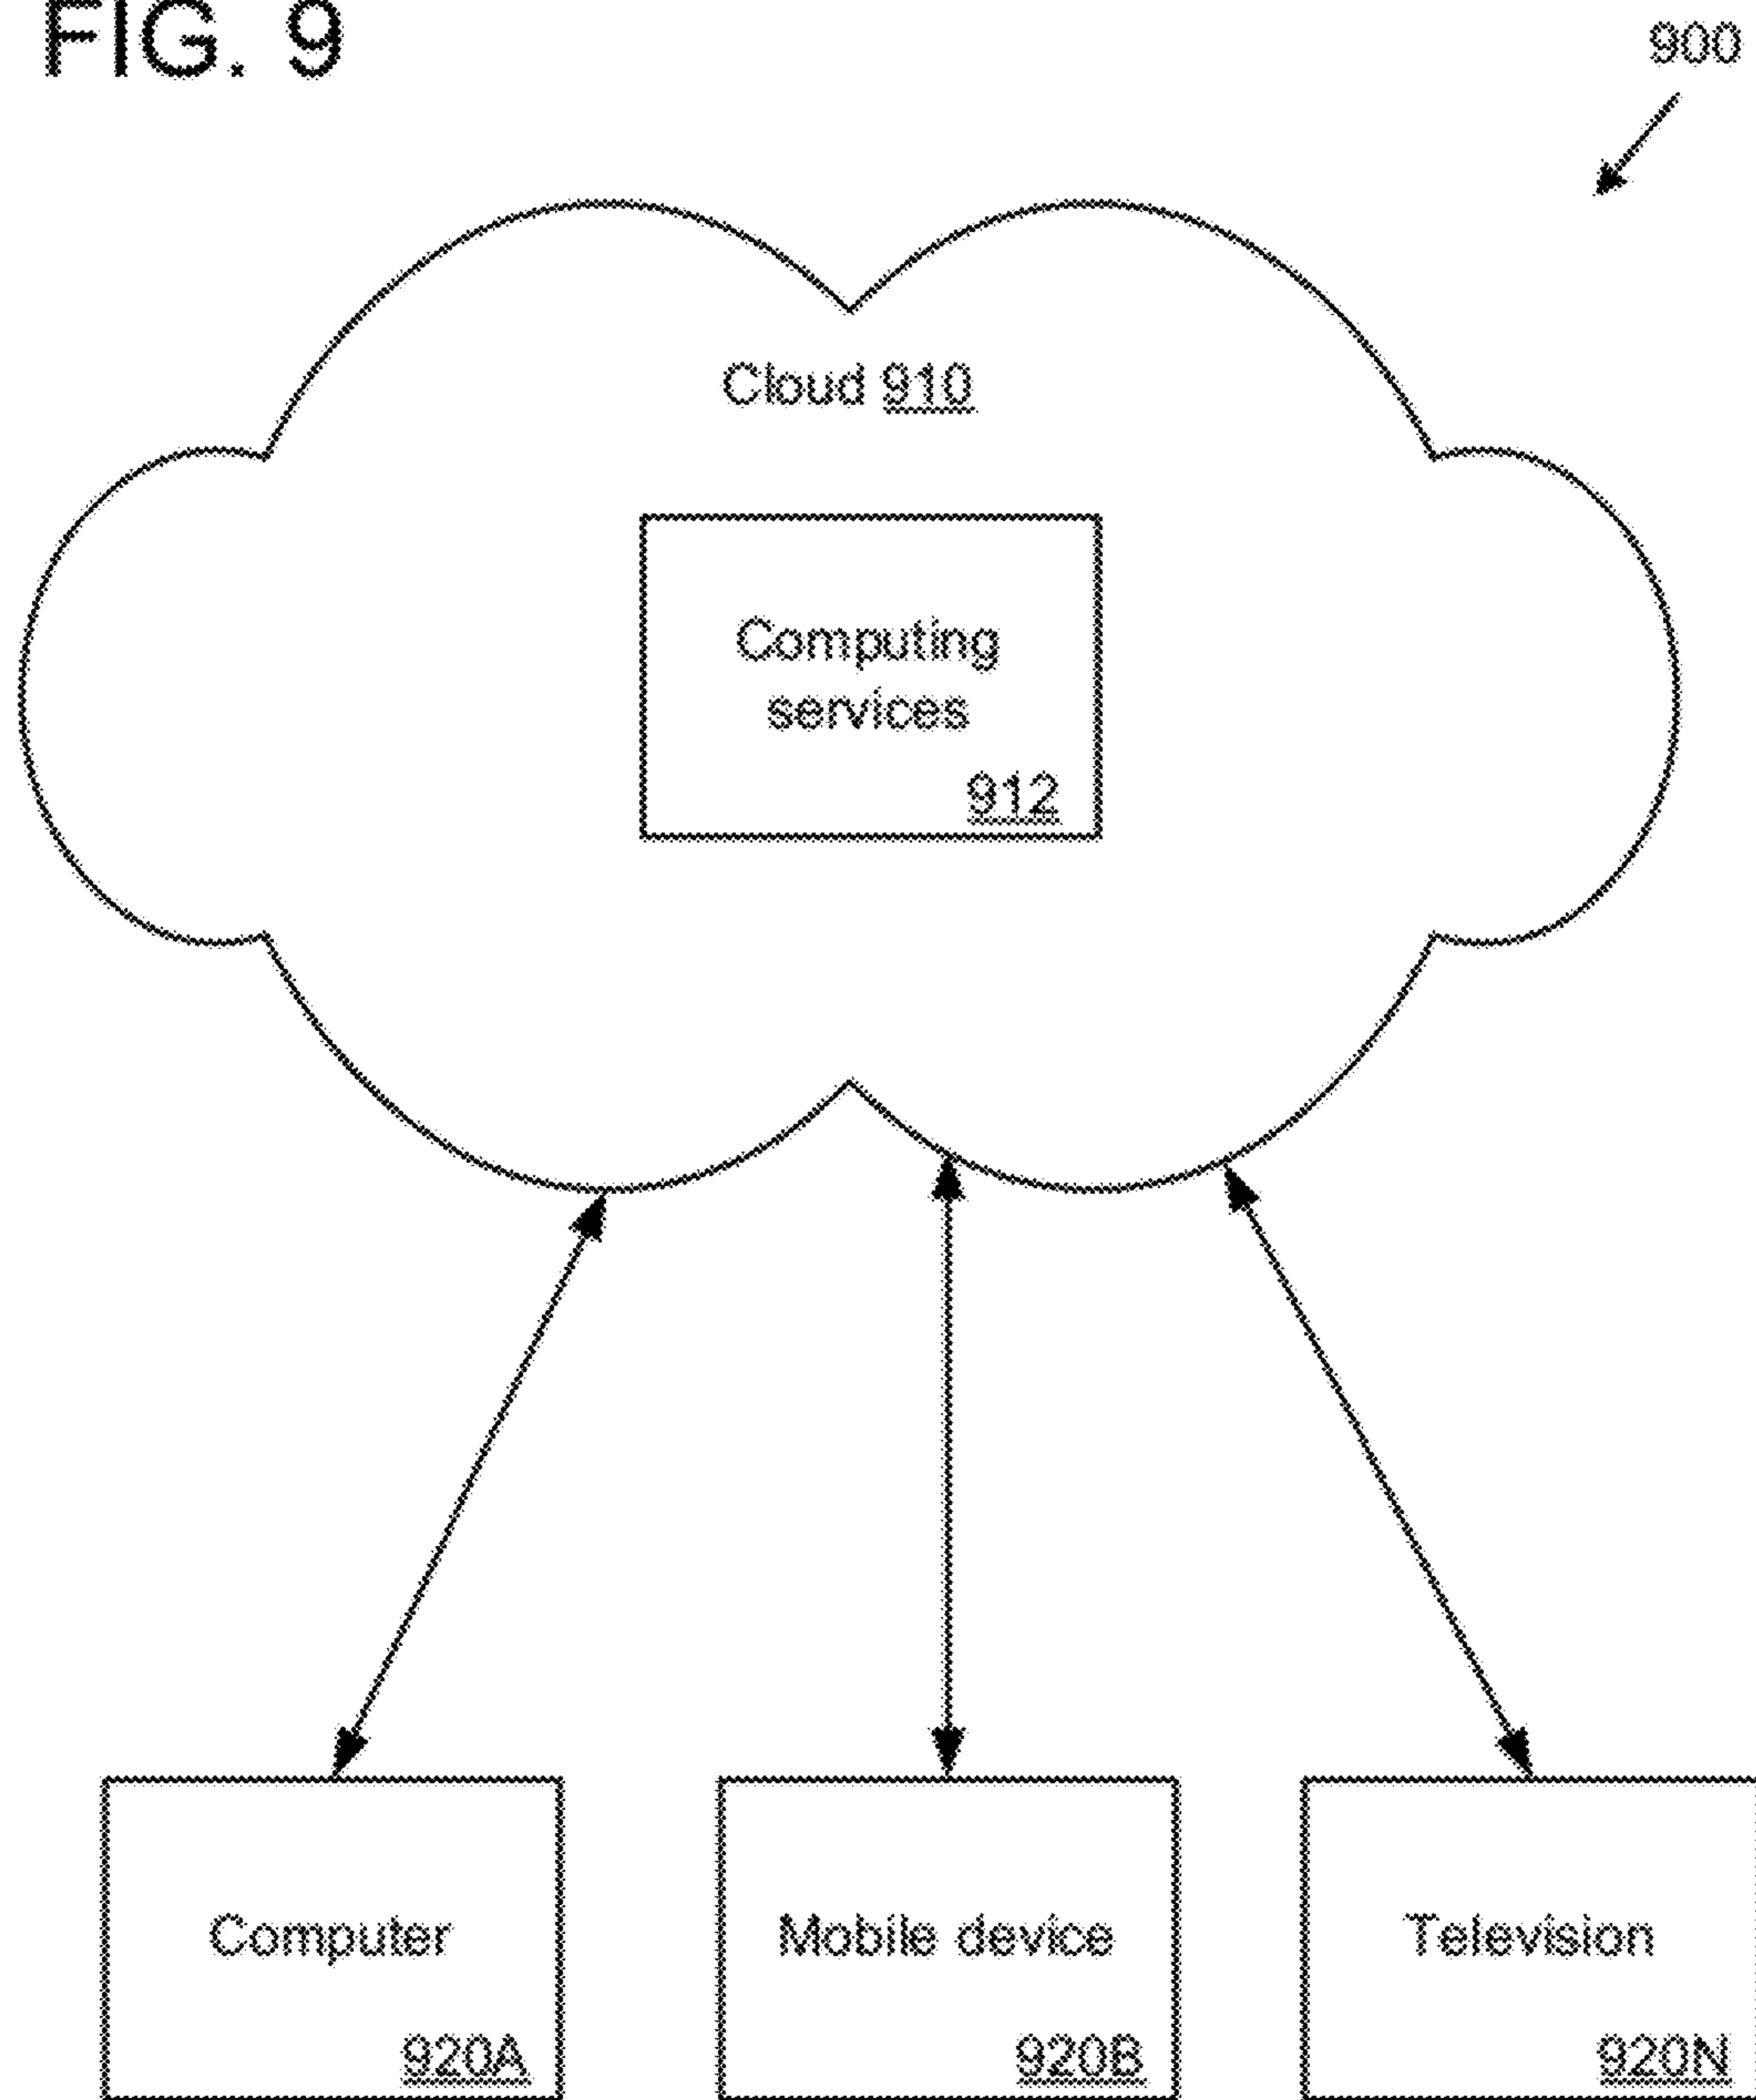 FIG. 9
900
Cloud 910
Computing
services
912
Computer
920A
Mobile device
920B
Television
920N